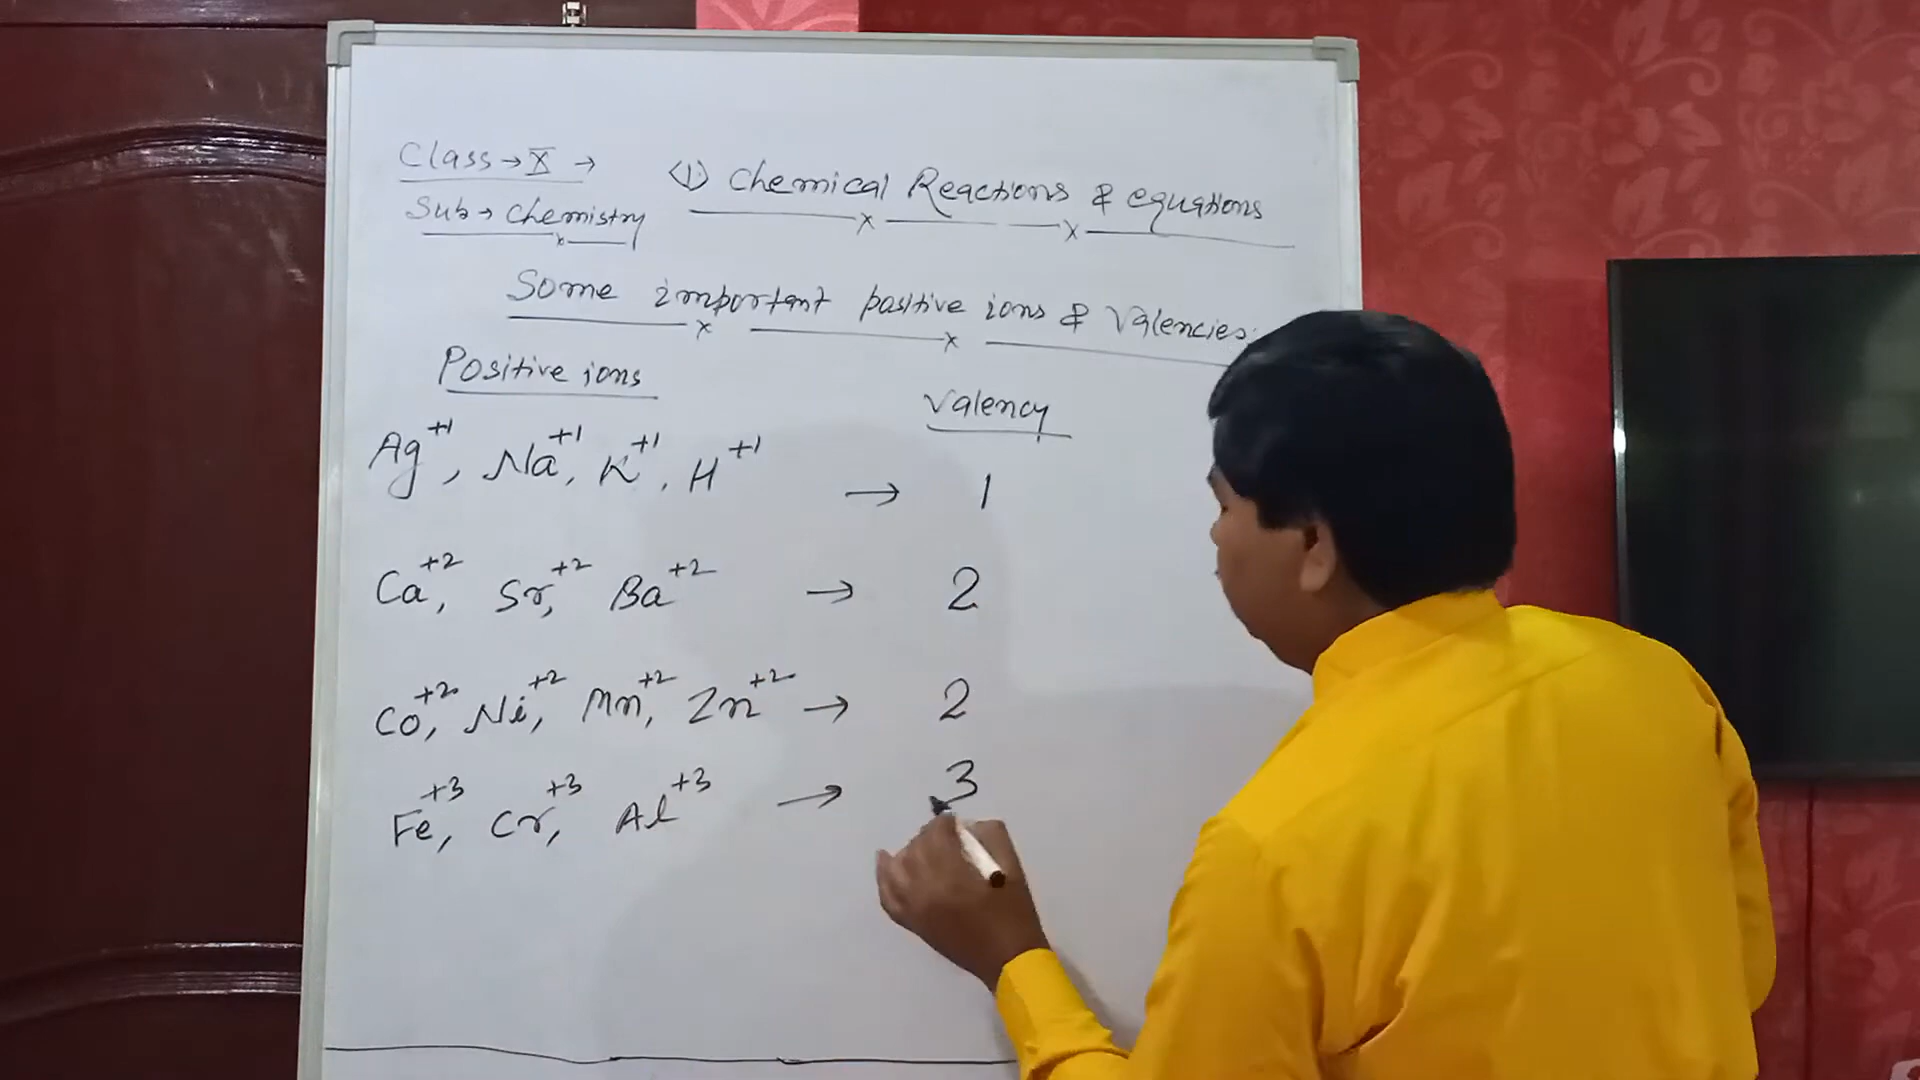 Class → X →
(1) Chemical Reactions & equations
Sub → Chemistry
Some important positive ions & Valencies:
Positive ions
Valency
Ag⁺¹, Na⁺¹, K⁺¹, H⁺¹ → 1
Ca⁺², Sr⁺², Ba⁺² → 2
Co⁺², Ni⁺², Mn⁺², Zn⁺² → 2
Fe⁺³, Cr⁺³, Al⁺³ → 3